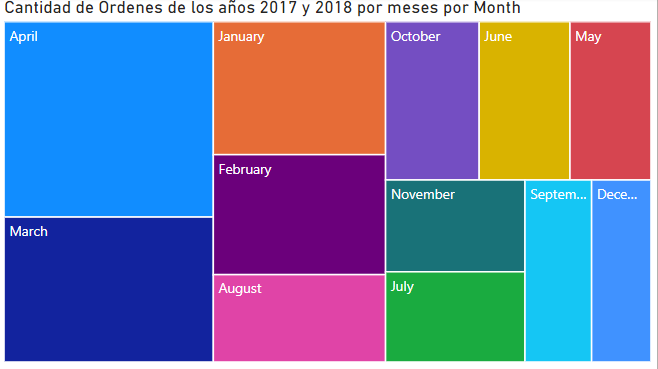 Cantidad de Ordenes de los años 2017 y 2018 por meses por Month
April
January
October
June
May
February
November
Septem...
Dece...
March
August
July